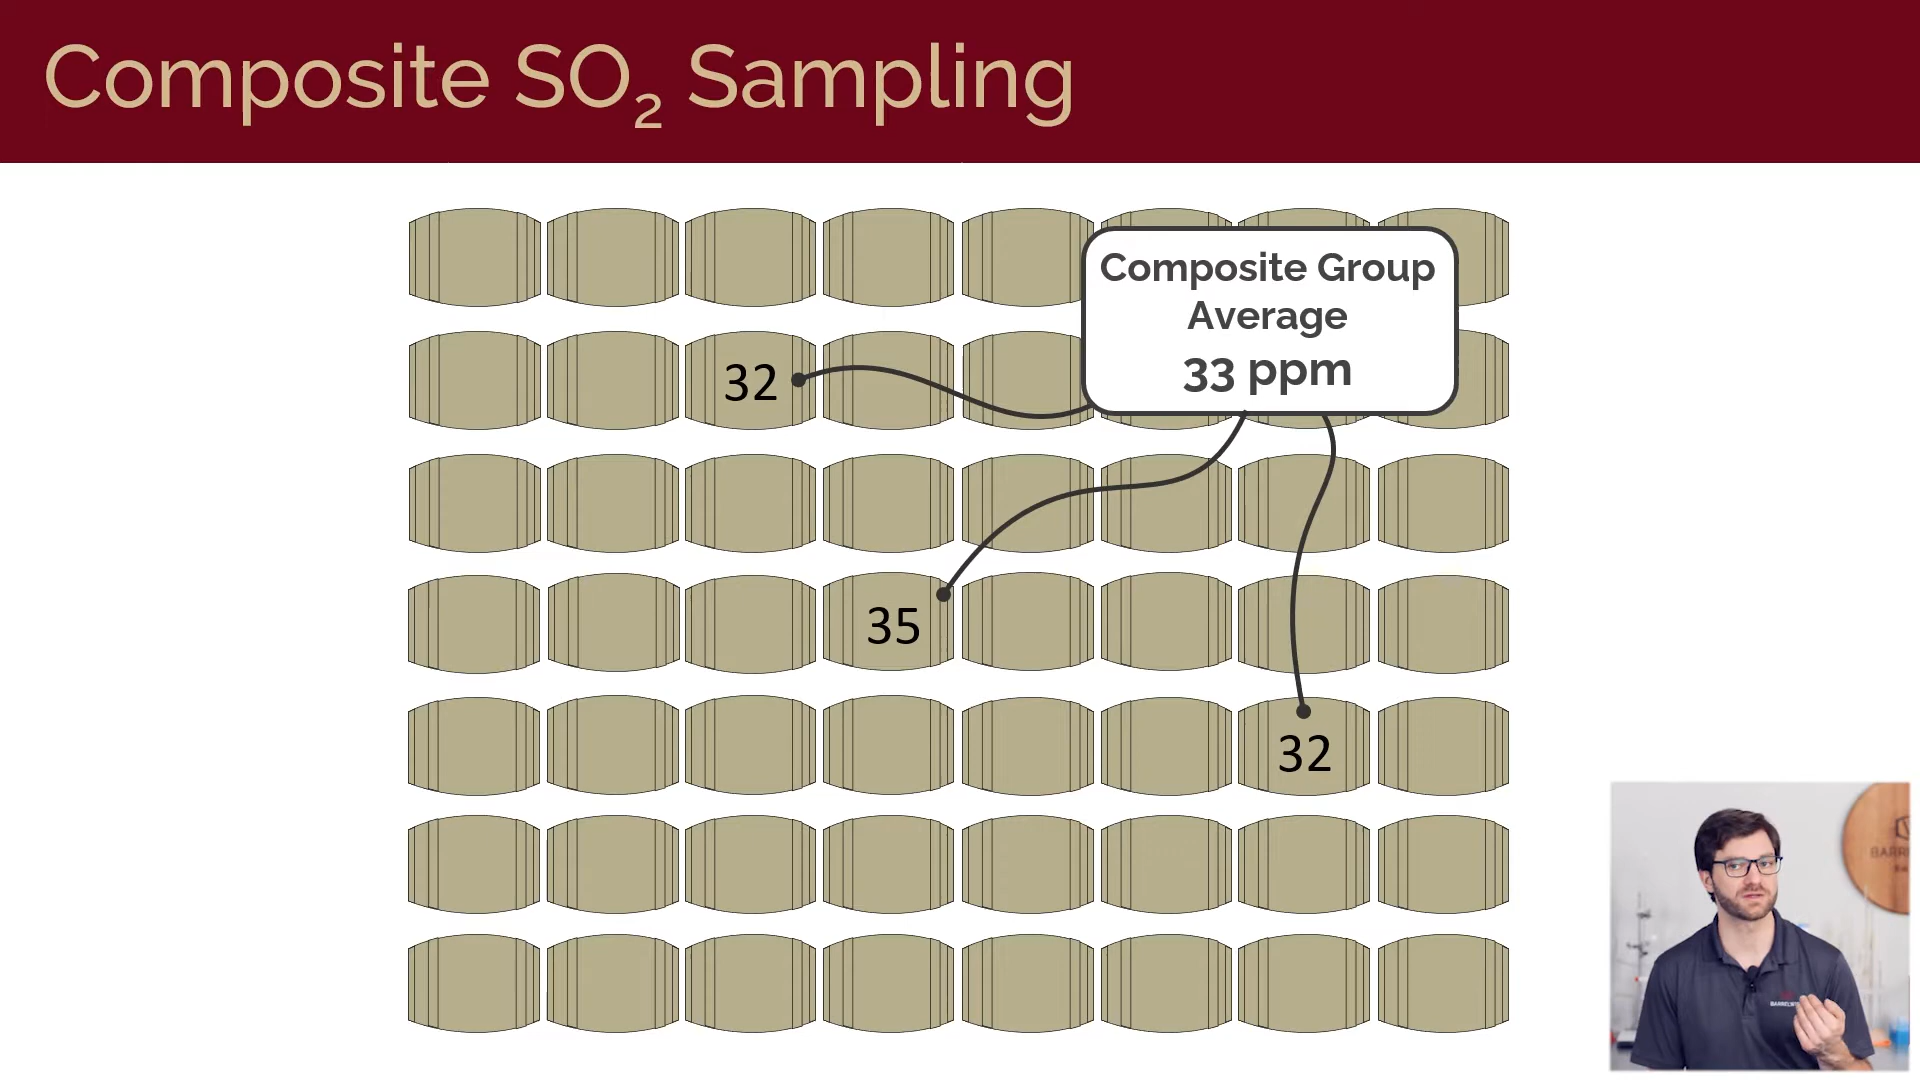 Composite SO₂ Sampling
Composite Group
Average
33 ppm
32
35
32